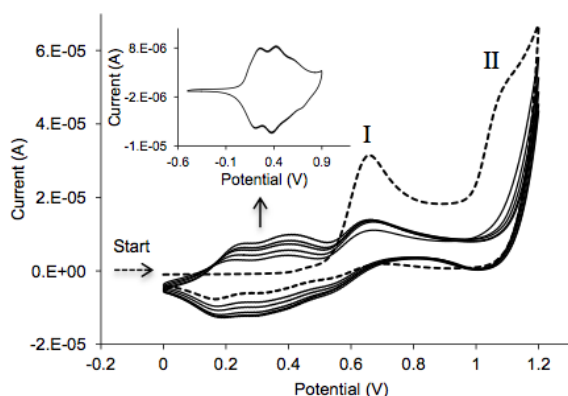 8.E-06
-2.E-06
-1.E-05
Current (A)
-0.6 -0.1 0.4 0.9
Potential (V)
6.E-05
4.E-05
2.E-05
0.E+00
-2.E-05
Current (A)
I
II
Start
-0.2 0 0.2 0.4 0.6 0.8 1 1.2
Potential (V)